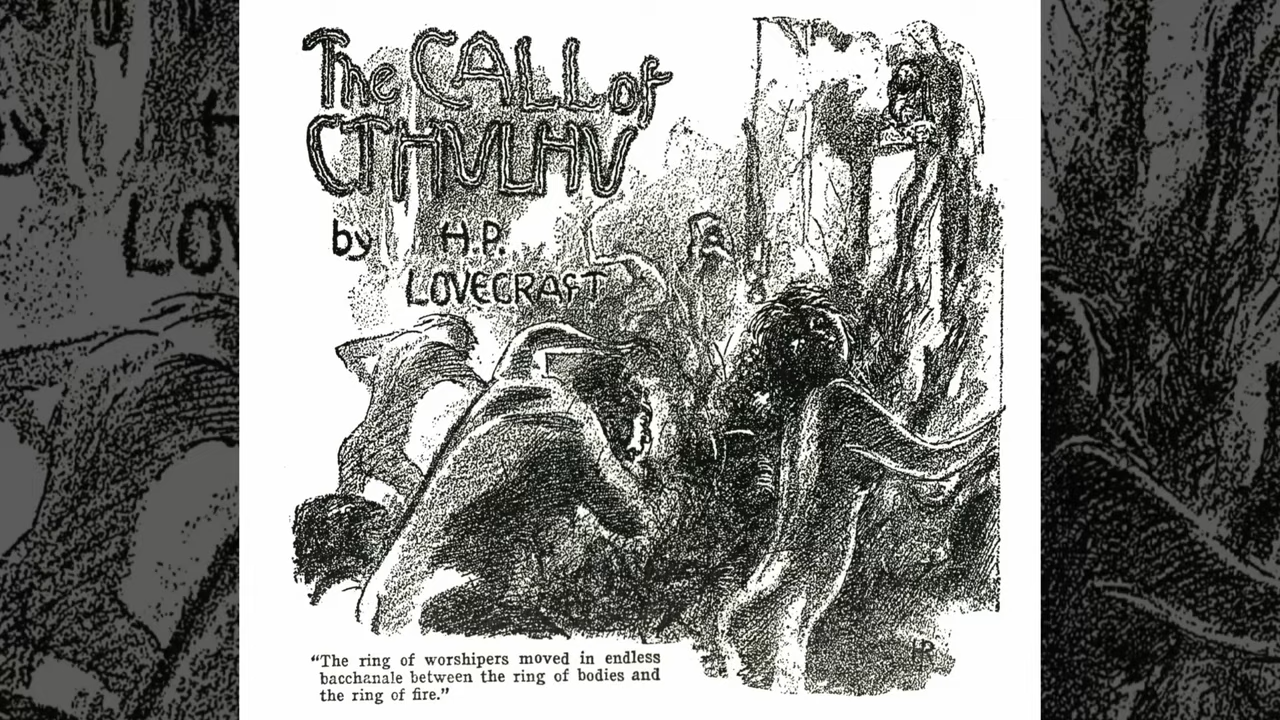 The CALL of
CTHVLHV
by H.P.
LOVECRAFT
"The ring of worshipers moved in endless
bacchanale between the ring of bodies and
the ring of fire."